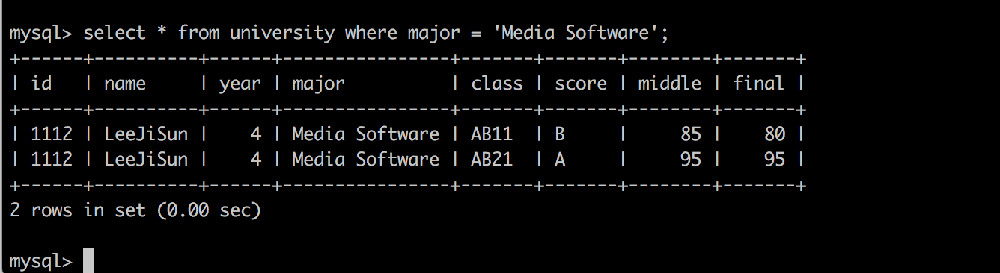 mysql> select * from university where major = 'Media Software';
+------+----------+------+----------------+-------+-------+--------+-------+
| id   | name     | year | major          | class | score | middle | final |
+------+----------+------+----------------+-------+-------+--------+-------+
| 1112 | LeeJiSun |    4 | Media Software | AB11  | B     |     85 |    80 |
| 1112 | LeeJiSun |    4 | Media Software | AB21  | A     |     95 |    95 |
+------+----------+------+----------------+-------+-------+--------+-------+
2 rows in set (0.00 sec)
mysql>